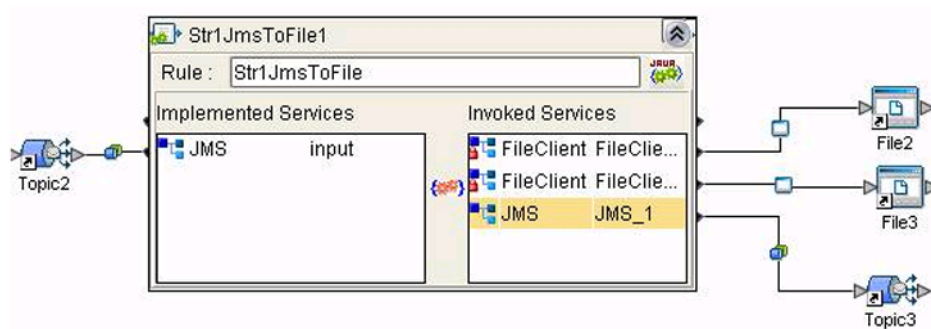 Str1JmsToFile1
Rule : Str1JmsToFile
JAVA
Implemented Services Invoked Services
JMS input
FileClient FileClie...
FileClient FileClie...
JMS JMS_1
Topic2
File2
File3
Topic3